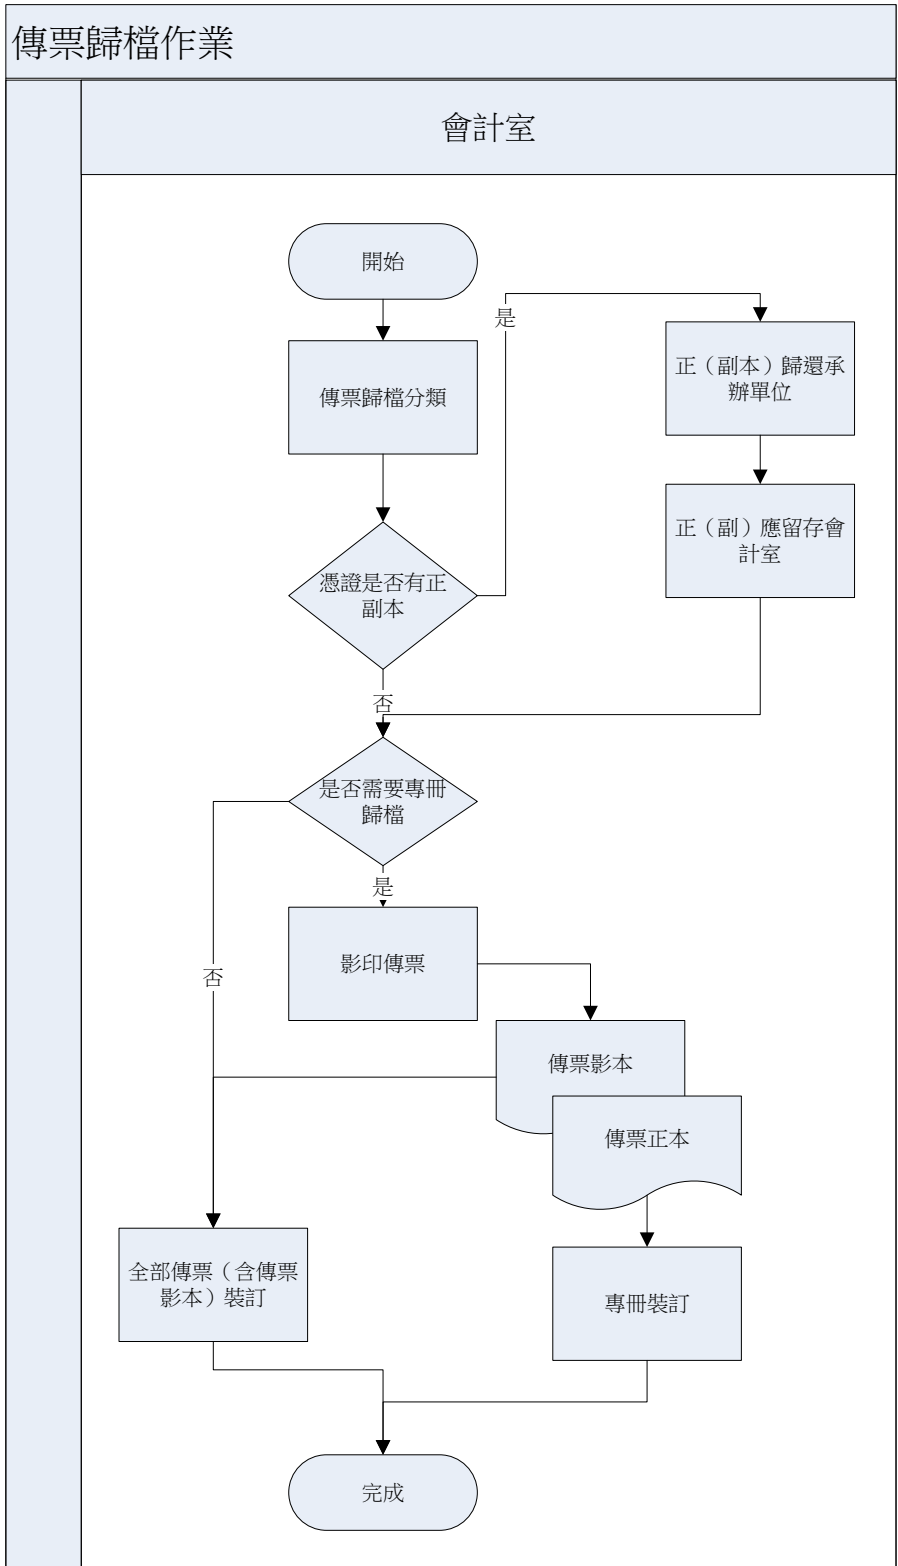 傳票歸檔作業
會計室
開始
是
傳票歸檔分類
正（副本）歸還承
辦單位
正（副）應留存會
計室
憑證是否有正
副本
否
是否需要專冊
歸檔
是
影印傳票
否
傳票影本
傳票正本
全部傳票（含傳票
影本）裝訂
專冊裝訂
完成